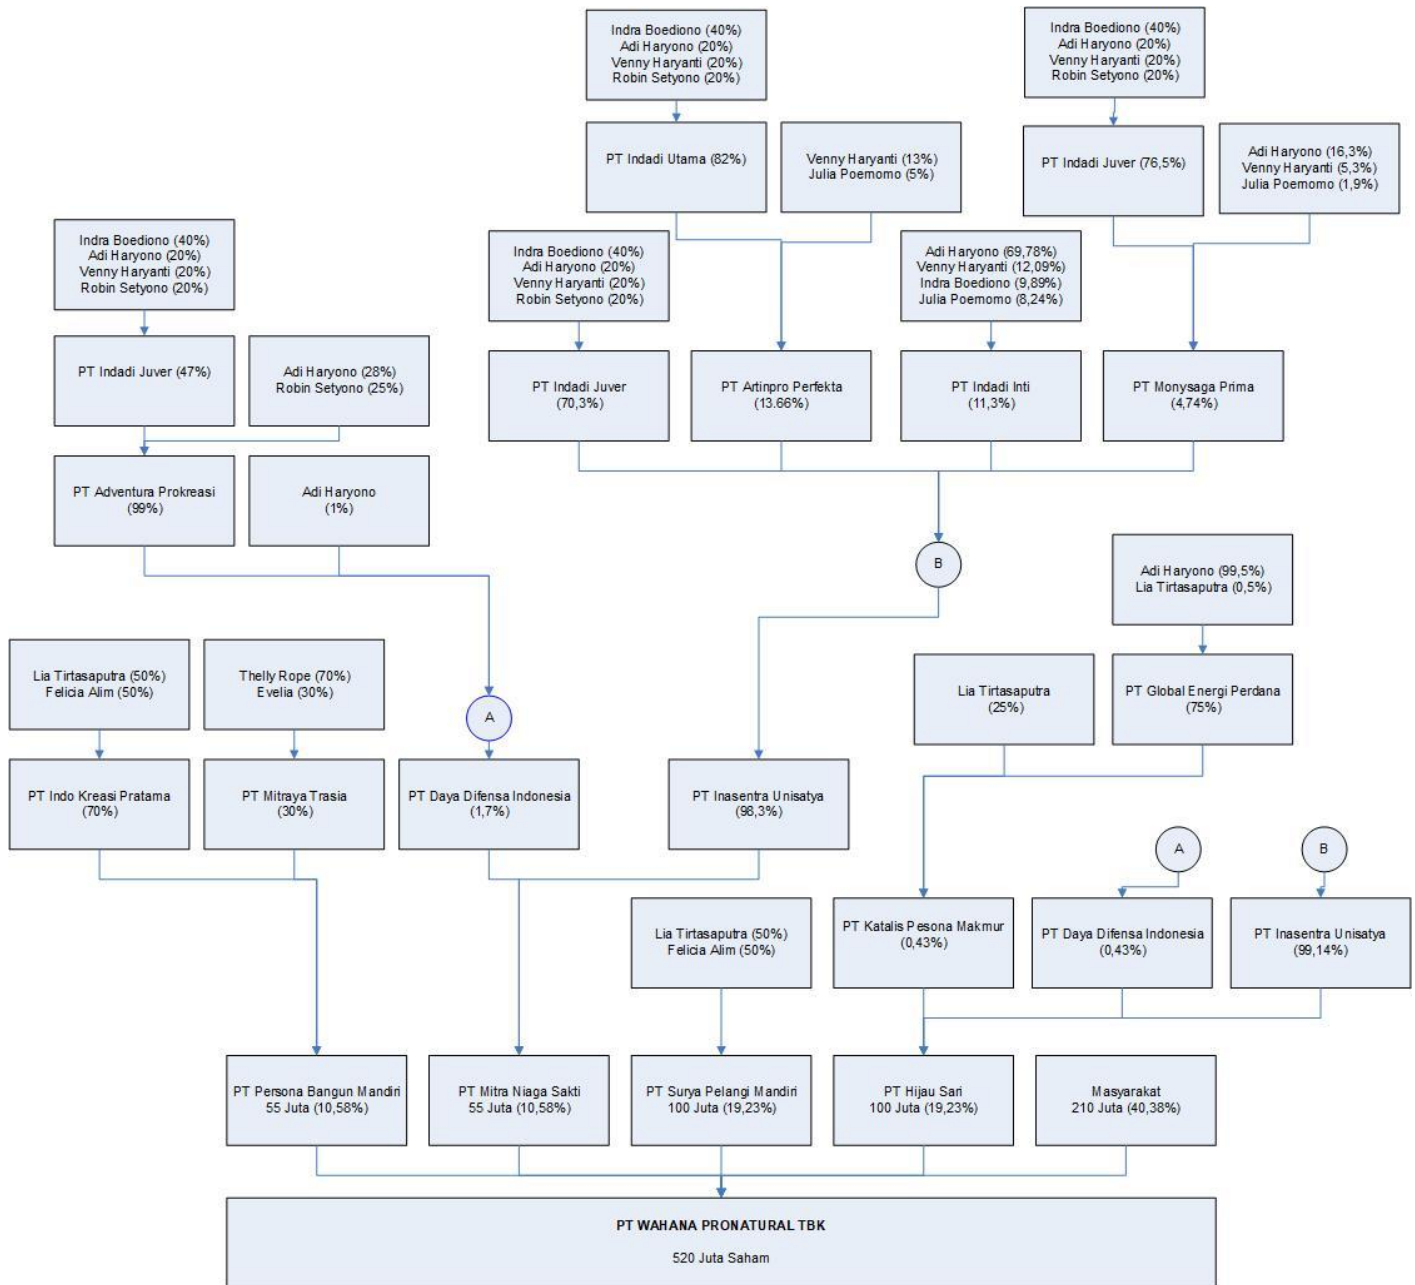 Indra Boediono (40%)
Adi Haryono (20%)
Venny Haryanti (20%)
Robin Setyono (20%)
Indra Boediono (40%)
Adi Haryono (20%)
Venny Haryanti (20%)
Robin Setyono (20%)
PT Indadi Utama (82%)
Venny Haryanti (13%)
Julia Poernomo (5%)
PT Indadi Juver (76,5%)
Adi Haryono (16,3%)
Venny Haryanti (5,3%)
Julia Poernomo (1,9%)
Indra Boediono (40%)
Adi Haryono (20%)
Venny Haryanti (20%)
Robin Setyono (20%)
Indra Boediono (40%)
Adi Haryono (20%)
Venny Haryanti (20%)
Robin Setyono (20%)
Adi Haryono (69,78%)
Venny Haryanti (12,09%)
Indra Boediono (9,89%)
Julia Poernomo (8,24%)
PT Indadi Juver (47%)
Adi Haryono (28%)
Robin Setyono (25%)
PT Indadi Juver
(70,3%)
PT Artinpro Perfekta
(13.66%)
PT Indadi Inti
(11,3%)
PT Monysaga Prima
(4,74%)
PT Adventura Prokreasi
(99%)
Adi Haryono
(1%)
B
Adi Haryono (99,5%)
Lia Tirtasaputra (0,5%)
Lia Tirtasaputra (50%)
Felicia Alim (50%)
Thelly Rope (70%)
Evelia (30%)
A
Lia Tirtasaputra
(25%)
PT Global Energi Perdana
(75%)
PT Indo Kreasi Pratama
(70%)
PT Mitraya Trasia
(30%)
PT Daya Difensa Indonesia
(1,7%)
PT Inasentra Unisatya
(98,3%)
A
B
Lia Tirtasaputra (50%)
Felicia Alim (50%)
PT Katalis Pesona Makmur
(0,43%)
PT Daya Difensa Indonesia
(0,43%)
PT Inasentra Unisatya
(99,14%)
PT Persona Bangun Mandiri
55 Juta (10,58%)
PT Mitra Niaga Sakti
55 Juta (10,58%)
PT Surya Pelangi Mandiri
100 Juta (19,23%)
PT Hijau Sari
100 Juta (19,23%)
Masyarakat
210 Juta (40,38%)
PT WAHANA PRONATURAL TBK
520 Juta Saham